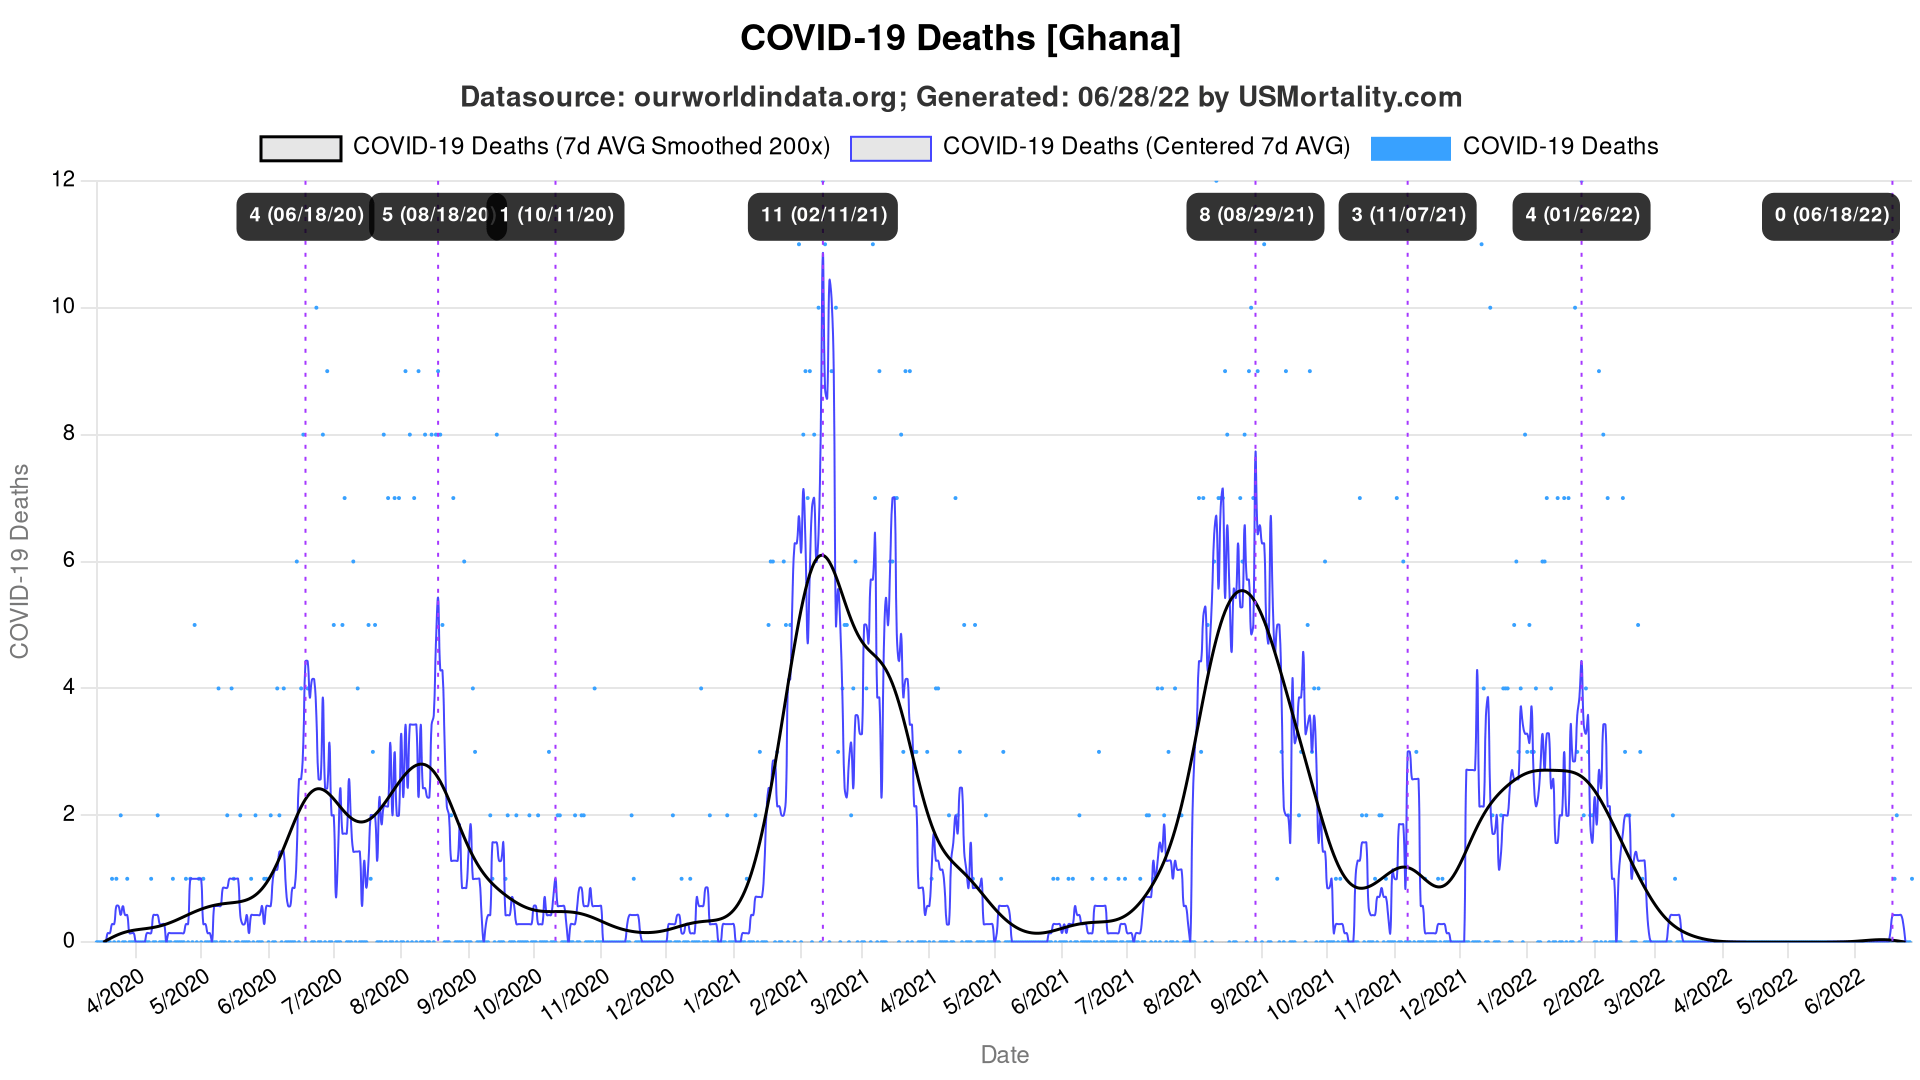 COVID-19 Deaths [Ghana]
Datasource: ourworldindata.org; Generated: 06/28/22 by USMortality.com
COVID-19 Deaths (7d AVG Smoothed 200x) COVID-19 Deaths (Centered 7d AVG) COVID-19 Deaths
4 (06/18/20) 5 (08/18/20) 1 (10/11/20) 11 (02/11/21) 8 (08/29/21) 3 (11/07/21) 4 (01/26/22) 0 (06/18/22)
12
10
8
6
4
2
0
COVID-19 Deaths
4/2020 5/2020 6/2020 7/2020 8/2020 9/2020 10/2020 11/2020 12/2020 1/2021 2/2021 3/2021 4/2021 5/2021 6/2021 7/2021 8/2021 9/2021 10/2021 11/2021 12/2021 1/2022 2/2022 3/2022 4/2022 5/2022 6/2022
Date